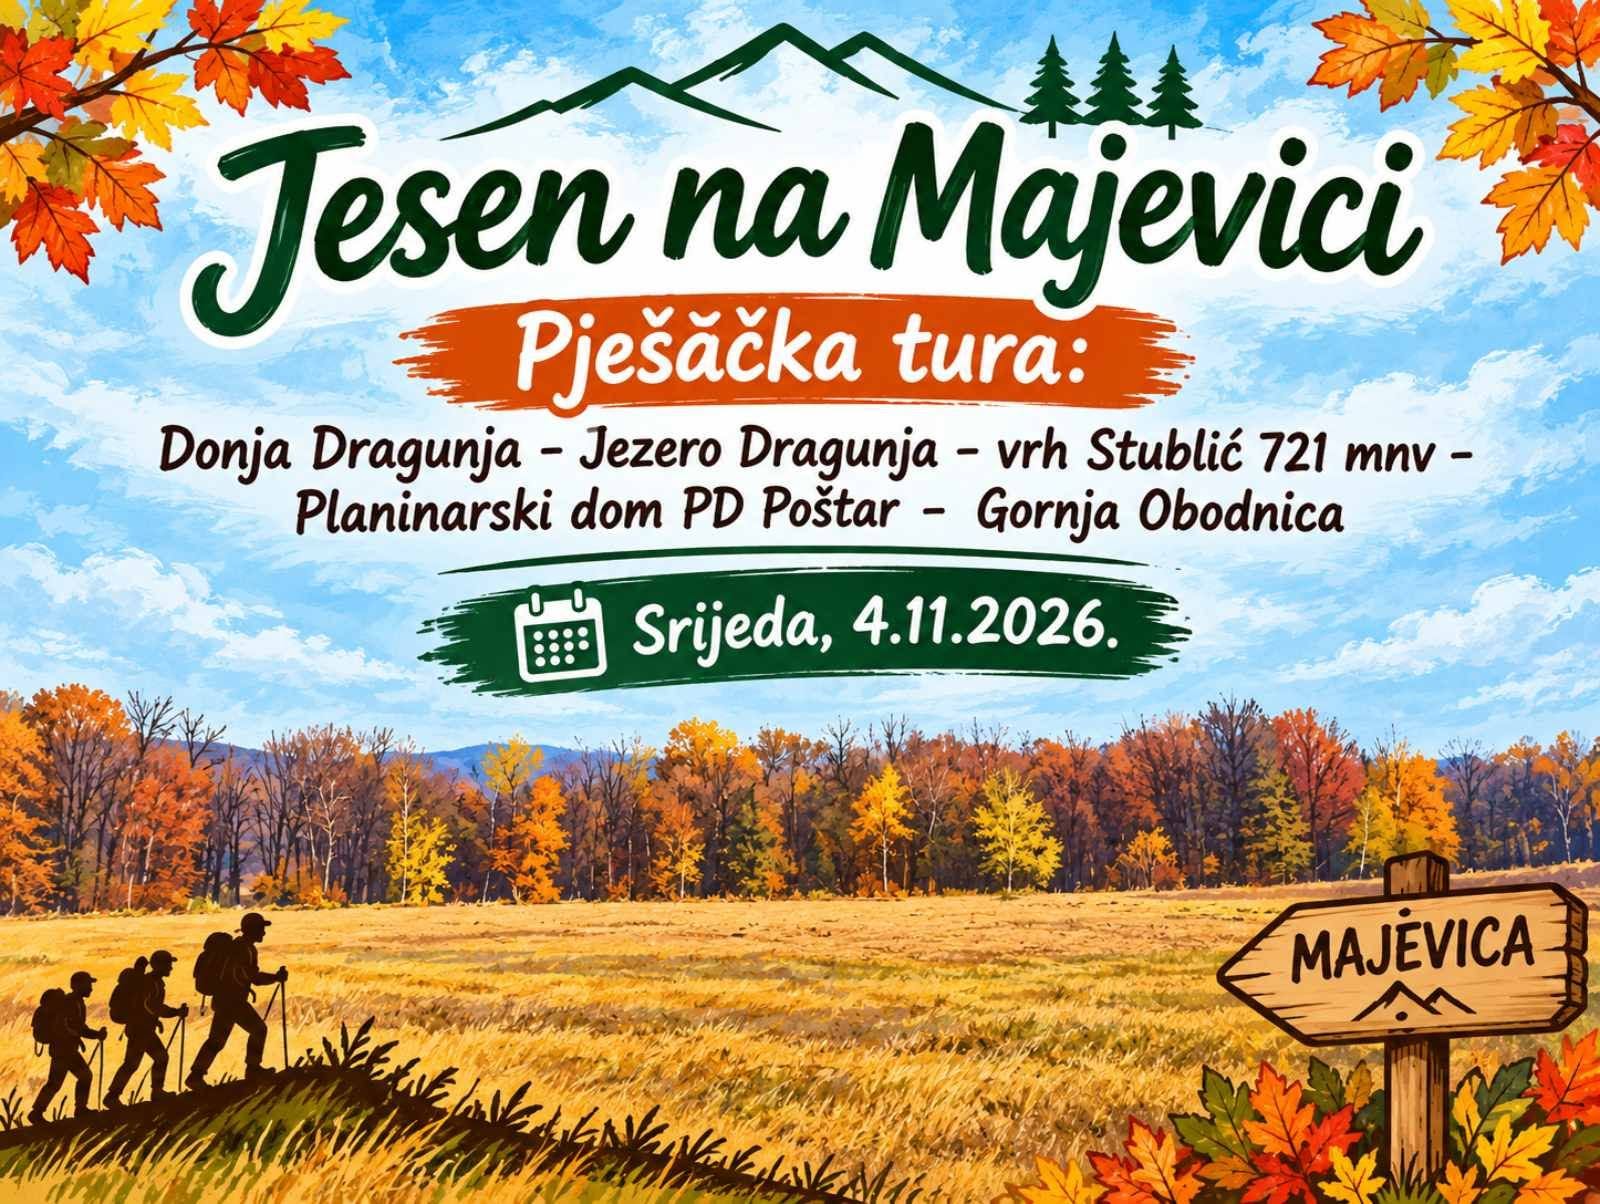 Jesen na Majevici
Pješăčka tura:
Donja Dragunja - Jezero Dragunja - vrh Stublić 721 mnv -
Planinarski dom PD Poštar - Gornja Obodnica
Srijeda, 4.11.2026.
MAJĖVICA